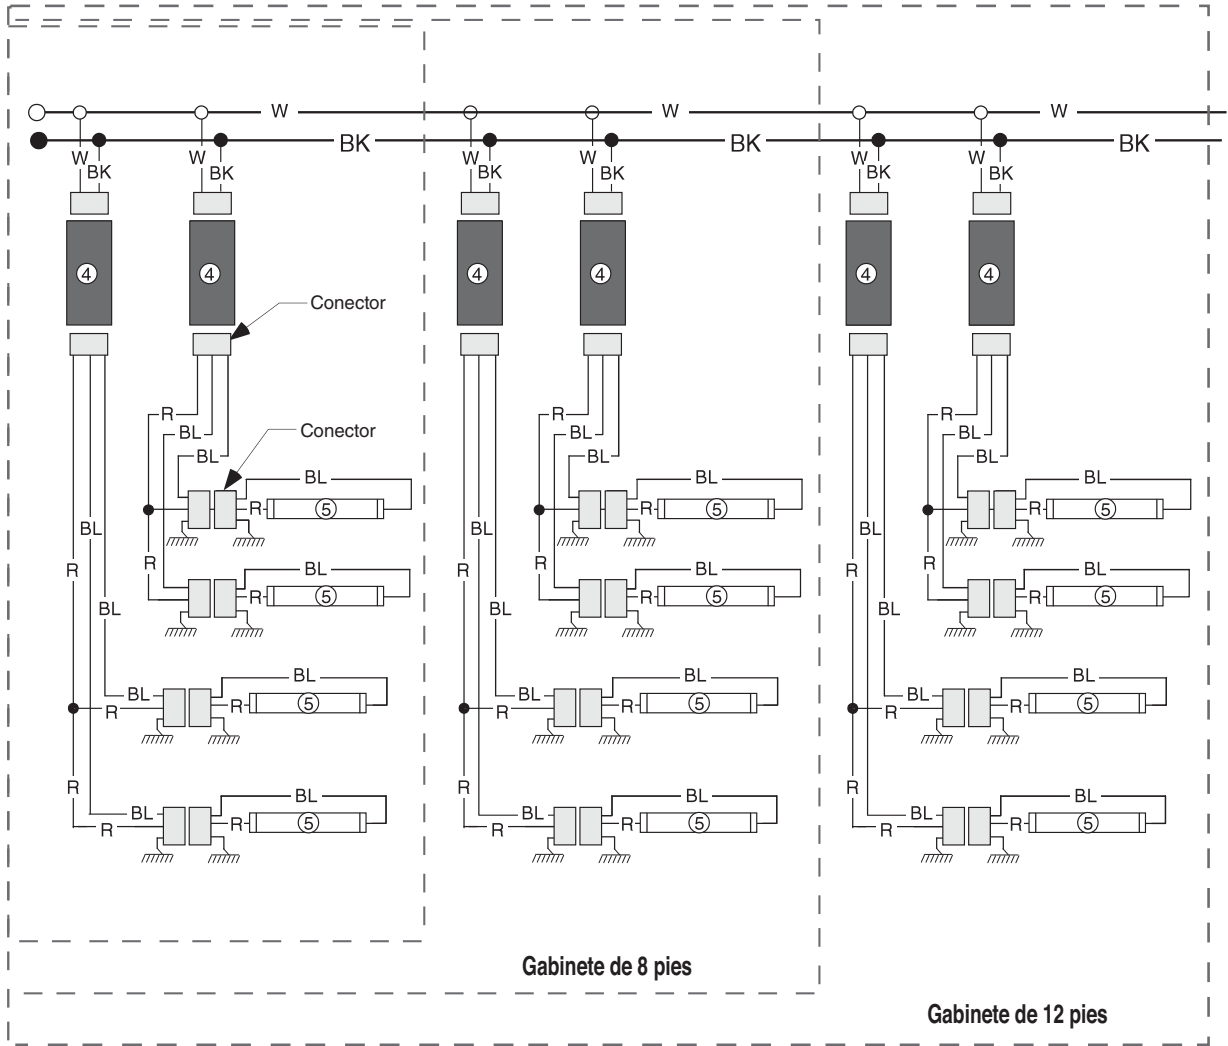 W W W
BK BK BK
W W W W W W
BK BK BK BK BK BK
4 4 4 4 4 4
Conector
R R R
BL Conector BL BL
BL BL BL
BL BL BL
R 5 R 5 R 5
BL BL BL
R R R
R BL R BL R BL
R 5 R 5 R 5
BL BL BL
BL BL BL
BL R 5 BL R 5 BL R 5
R R R
R R R
BL BL BL
BL R 5 BL R 5 BL R 5
R R R
Gabinete de 8 pies
Gabinete de 12 pies